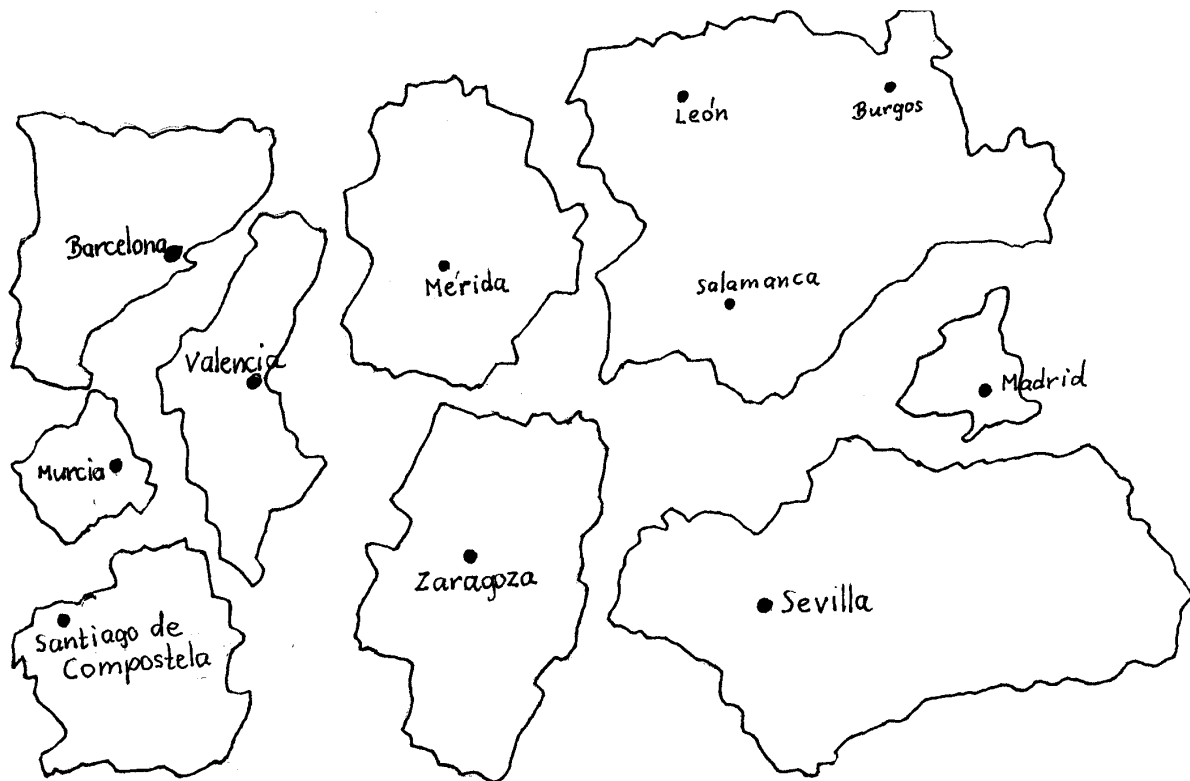 León
Burgos
Barcelona
Mérida
Salamanca
Valencia
Madrid
Murcia
Zaragoza
Sevilla
Santiago de
Compostela